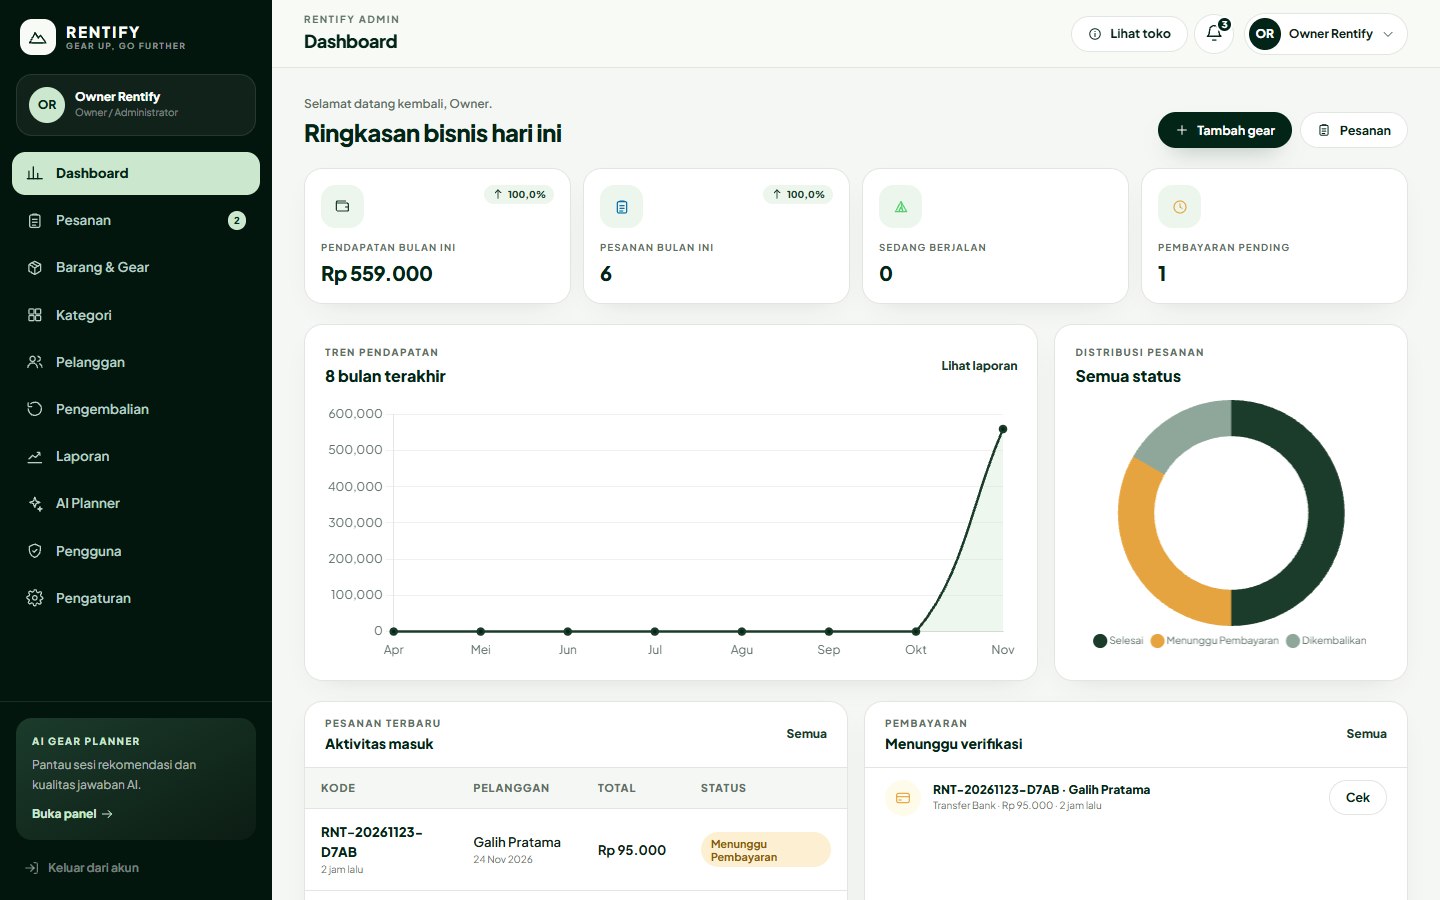 RENTIFY
GEAR UP, GO FURTHER
OR
Owner Rentify
Owner / Administrator
Dashboard
Pesanan
2
Barang & Gear
Kategori
Pelanggan
Pengembalian
Laporan
AI Planner
Pengguna
Pengaturan
AI GEAR PLANNER
Pantau sesi rekomendasi dan
kualitas jawaban AI.
Buka panel →
Keluar dari akun
RENTIFY ADMIN
Dashboard
Lihat toko
3
OR
Owner Rentify
Selamat datang kembali, Owner.
Ringkasan bisnis hari ini
+ Tambah gear
Pesanan
↑ 100,0%
PENDAPATAN BULAN INI
Rp 559.000
↑ 100,0%
PESANAN BULAN INI
6
SEDANG BERJALAN
0
PEMBAYARAN PENDING
1
TREN PENDAPATAN
8 bulan terakhir
Lihat laporan
600,000
500,000
400,000
300,000
200,000
100,000
0
Apr Mei Jun Jul Agu Sep Okt Nov
DISTRIBUSI PESANAN
Semua status
Selesai Menunggu Pembayaran Dikembalikan
PESANAN TERBARU
Aktivitas masuk
Semua
KODE PELANGGAN TOTAL STATUS
RNT-20261123-
D7AB
2 jam lalu
Galih Pratama
24 Nov 2026
Rp 95.000
Menunggu
Pembayaran
PEMBAYARAN
Menunggu verifikasi
Semua
RNT-20261123-D7AB · Galih Pratama
Transfer Bank · Rp 95.000 · 2 jam lalu
Cek